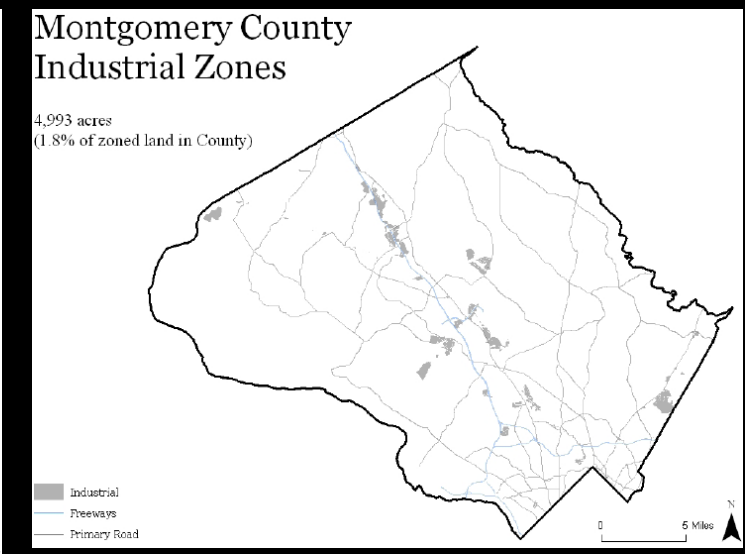 Montgomery County
Industrial Zones
4,993 acres
(1.8% of zoned land in County)
Industrial
Freeways
Primary Road
0 5 Miles
N